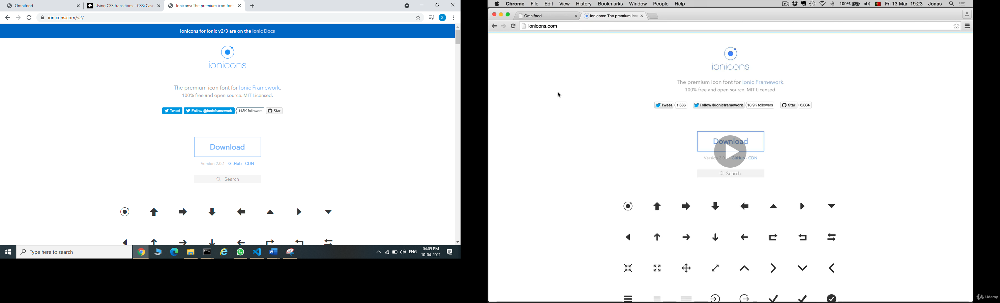 Omnifood
Using CSS transitions - CSS: Casc
Ionicons: The premium icon font
ionicons.com/v2/
S
Ionicons for Ionic v2/3 are on the Ionic Docs
ionicons
The premium icon font for Ionic Framework.
100% free and open source. MIT Licensed.
Tweet
Follow @ionicframework
118K followers
Star
Download
Version 2.0.1 - GitHub - CDN
Search
Type here to search
ENG
04:09 PM
10-04-2021
Chrome File Edit View History Bookmarks Window People Help
100% Fri 13 Mar 19:23 Jonas
Omnifood
Ionicons: The premium ico
ionicons.com
ionicons
The premium icon font for Ionic Framework.
100% free and open source. MIT Licensed.
Tweet 1,686
Follow @ionicframework 18.9K followers
Star 6,304
Download
Version 2.0. - GitHub - CDN
Search
Udemy